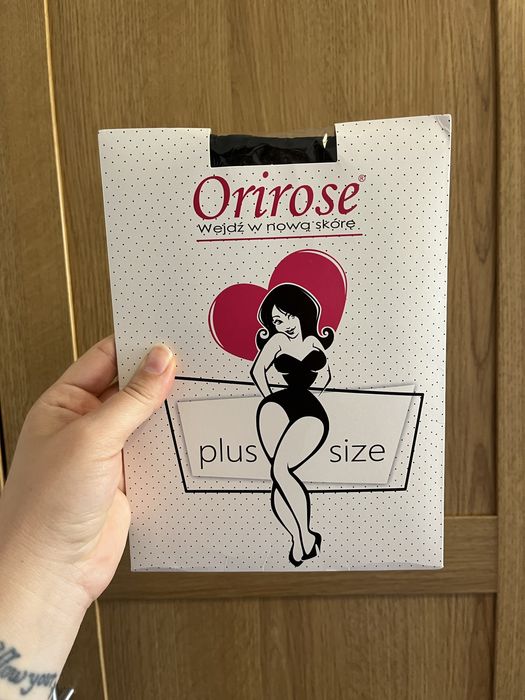 Orirose®
Wejdź w nową skórę
plus size